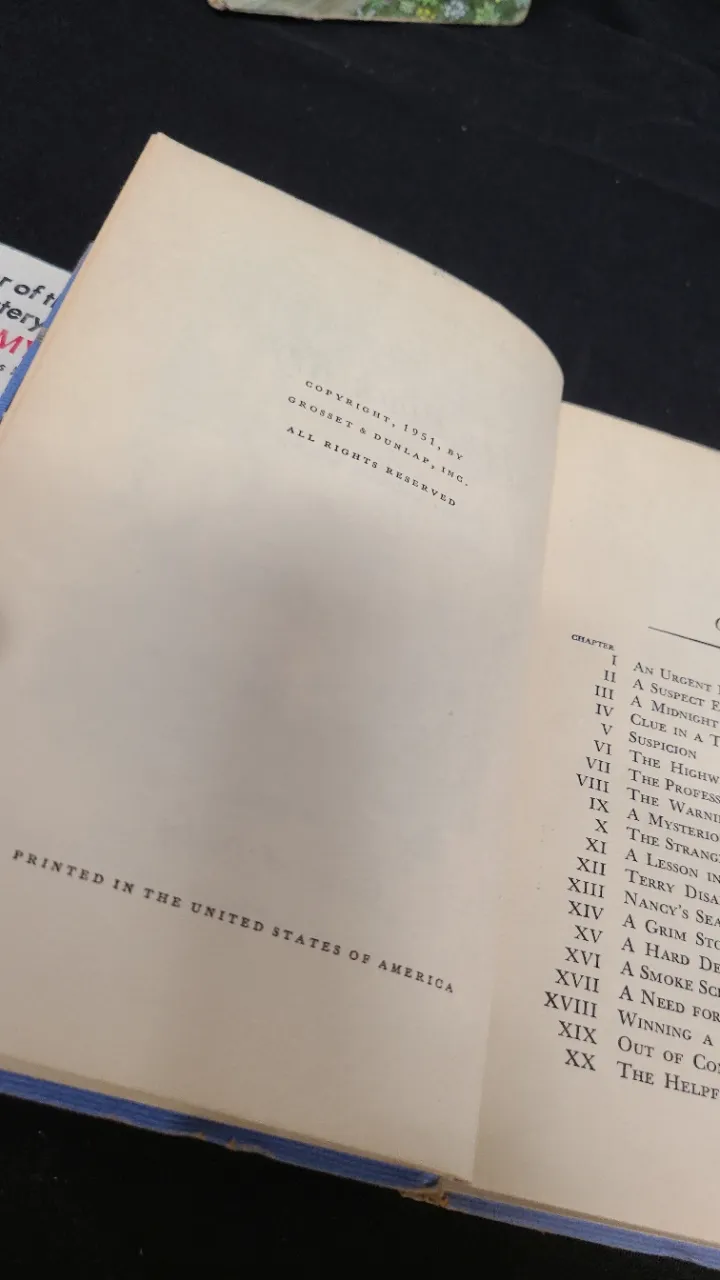 r of t
tery
MY
COPYRIGHT, 1951, BY
GROSSET & DUNLAP, INC.
ALL RIGHTS RESERVED
PRINTED IN THE UNITED STATES OF AMERICA
CHAPTER
I AN URGENT
II A SUSPECT E
III A MIDNIGHT
IV CLUE IN A T
V SUSPICION
VI THE HIGHW
VII THE PROFESS
VIII THE WARNI
IX A MYSTERIO
X THE STRANG
XI A LESSON IN
XII TERRY DISA
XIII NANCY'S SEA
XIV A GRIM STO
XV A HARD DE
XVI A SMOKE SC
XVII A NEED FOR
XVIII WINNING A
XIX OUT OF CO
XX THE HELPF